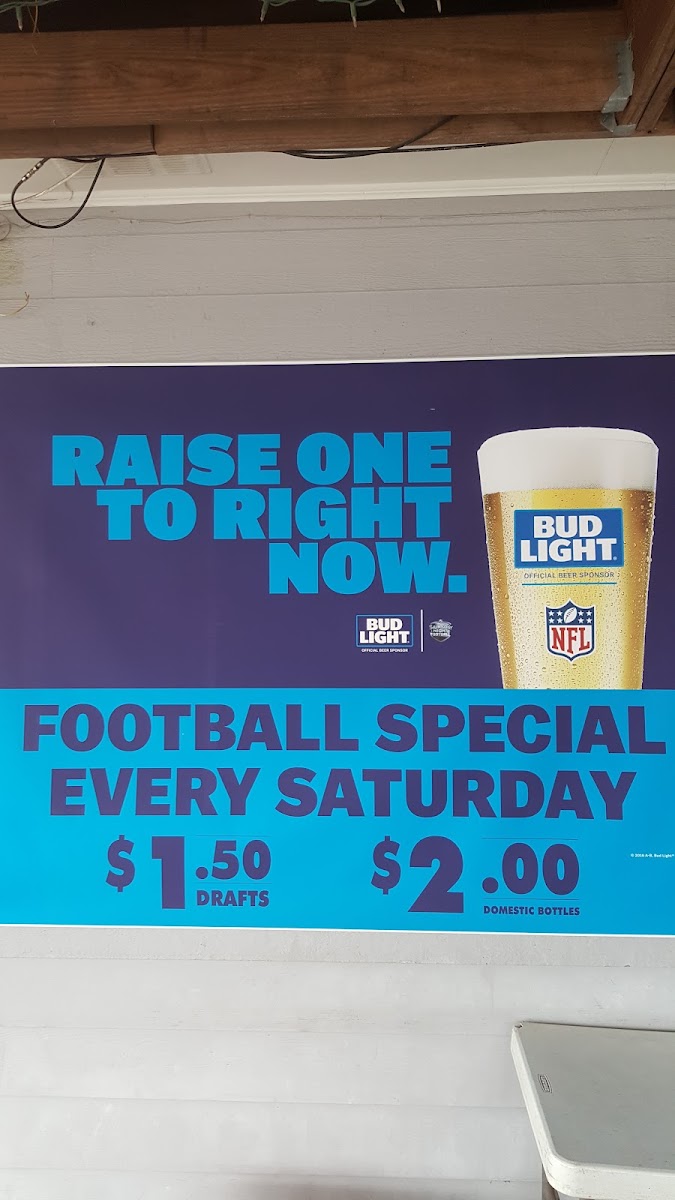 RAISE ONE
TO RIGHT
NOW.
BUD
LIGHT
OFFICIAL BEER SPONSOR
BUD
LIGHT
OFFICIAL BEER SPONSOR
NFL
FOOTBALL SPECIAL
EVERY SATURDAY
$1.50
DRAFTS
$2.00
DOMESTIC BOTTLES